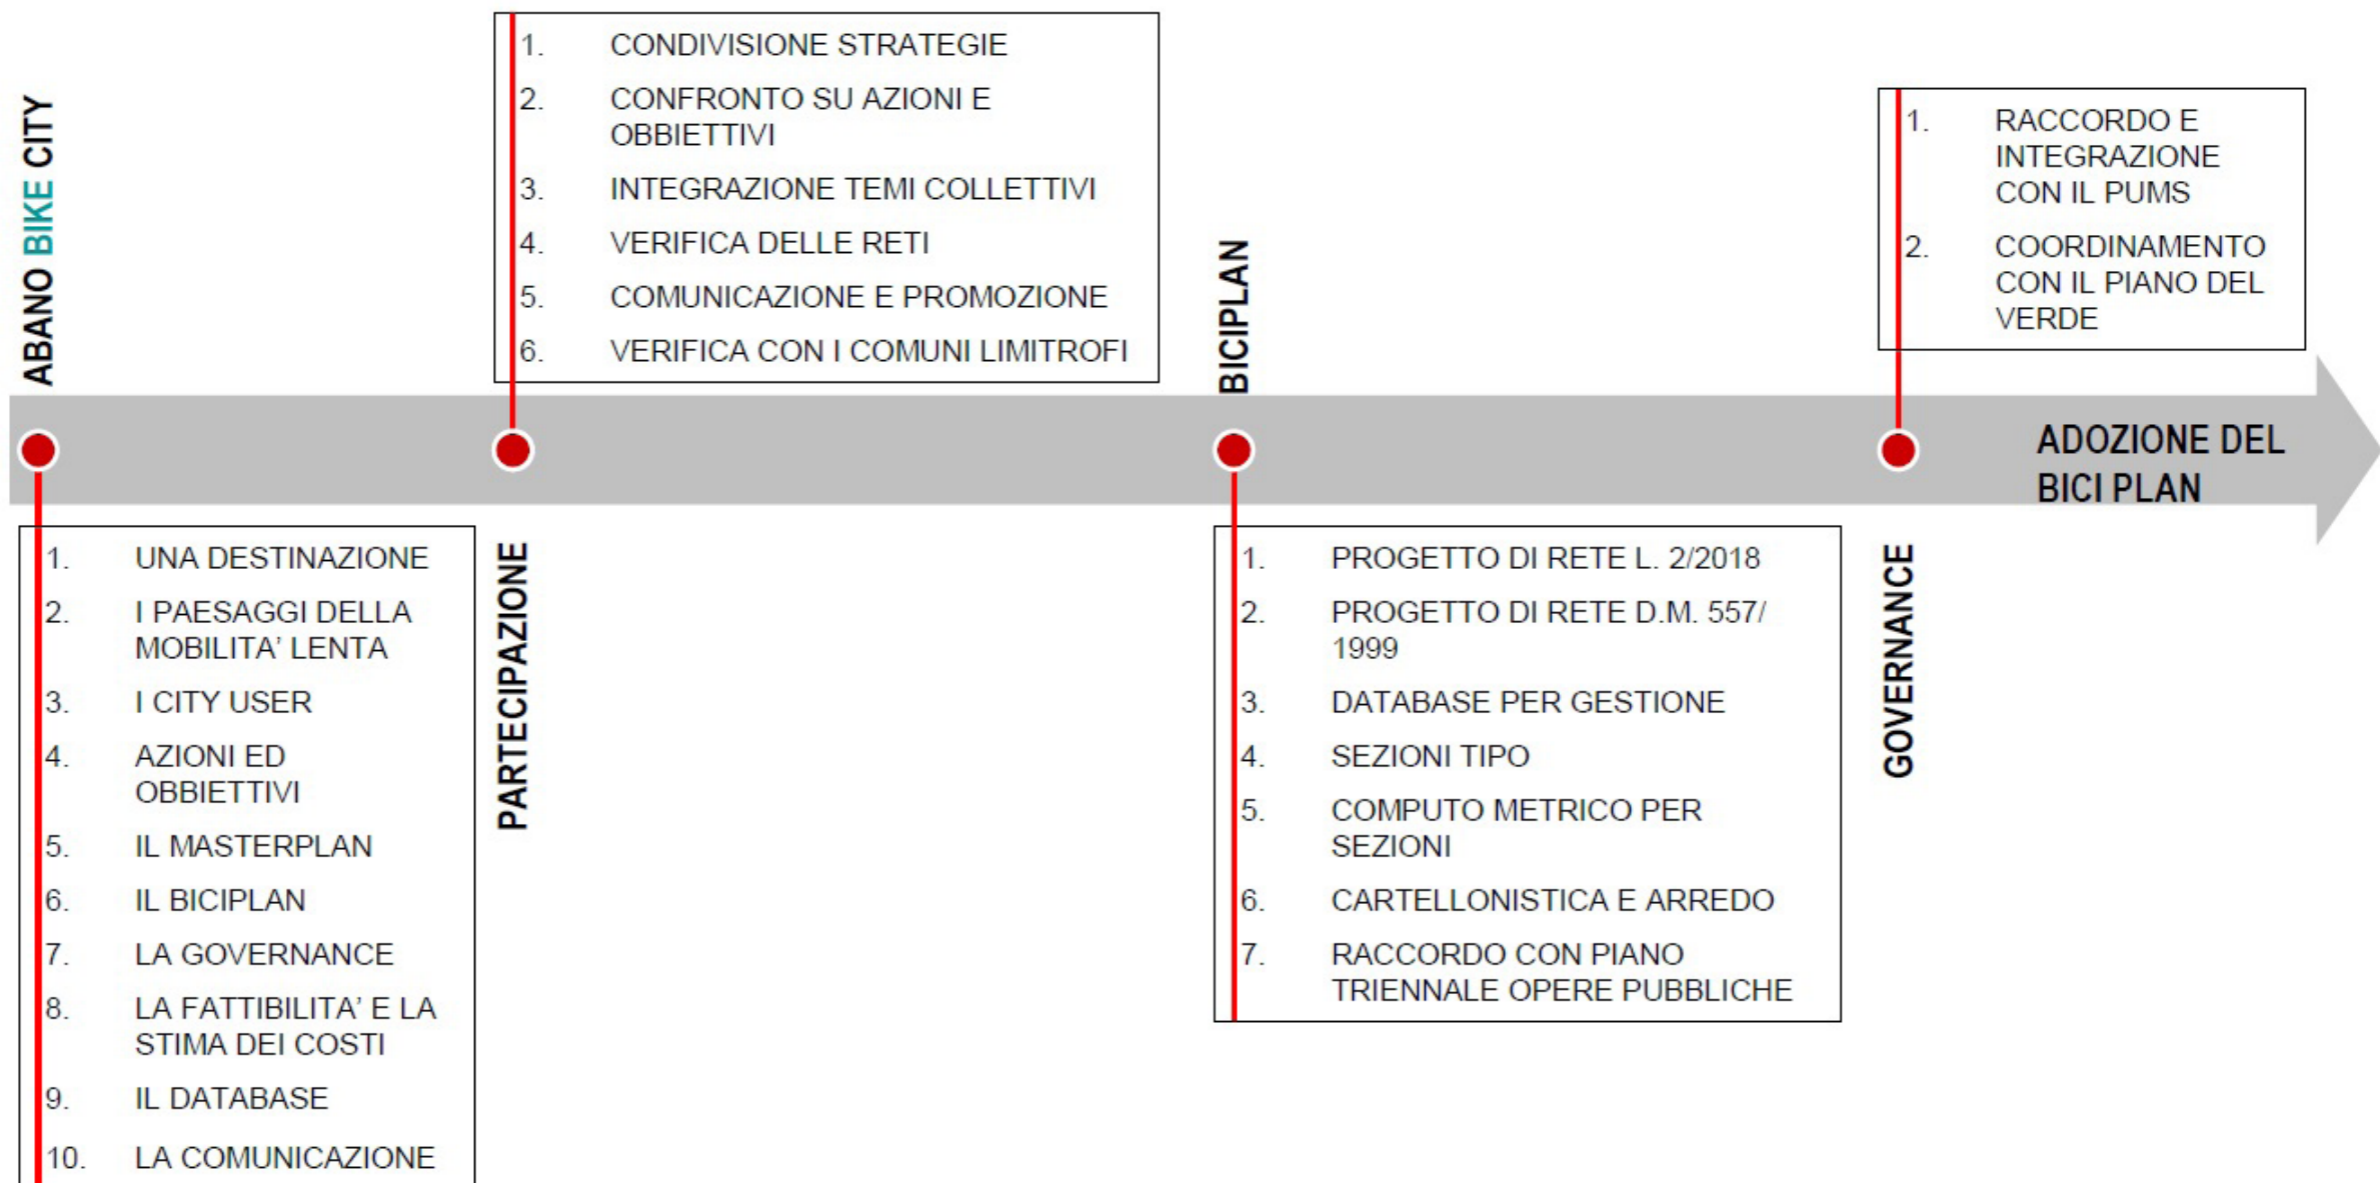 ABANO BIKE CITY
1. UNA DESTINAZIONE
2. I PAESAGGI DELLA
MOBILITA' LENTA
3. I CITY USER
4. AZIONI ED
OBBIETTIVI
5. IL MASTERPLAN
6. IL BICIPLAN
7. LA GOVERNANCE
8. LA FATTIBILITA' E LA
STIMA DEI COSTI
9. IL DATABASE
10. LA COMUNICAZIONE
PARTECIPAZIONE
1. CONDIVISIONE STRATEGIE
2. CONFRONTO SU AZIONI E
OBBIETTIVI
3. INTEGRAZIONE TEMI COLLETTIVI
4. VERIFICA DELLE RETI
5. COMUNICAZIONE E PROMOZIONE
6. VERIFICA CON I COMUNI LIMITROFI
BICIPLAN
1. PROGETTO DI RETE L. 2/2018
2. PROGETTO DI RETE D.M. 557/
1999
3. DATABASE PER GESTIONE
4. SEZIONI TIPO
5. COMPUTO METRICO PER
SEZIONI
6. CARTELLONISTICA E ARREDO
7. RACCORDO CON PIANO
TRIENNALE OPERE PUBBLICHE
GOVERNANCE
1. RACCORDO E
INTEGRAZIONE
CON IL PUMS
2. COORDINAMENTO
CON IL PIANO DEL
VERDE
ADOZIONE DEL
BICI PLAN